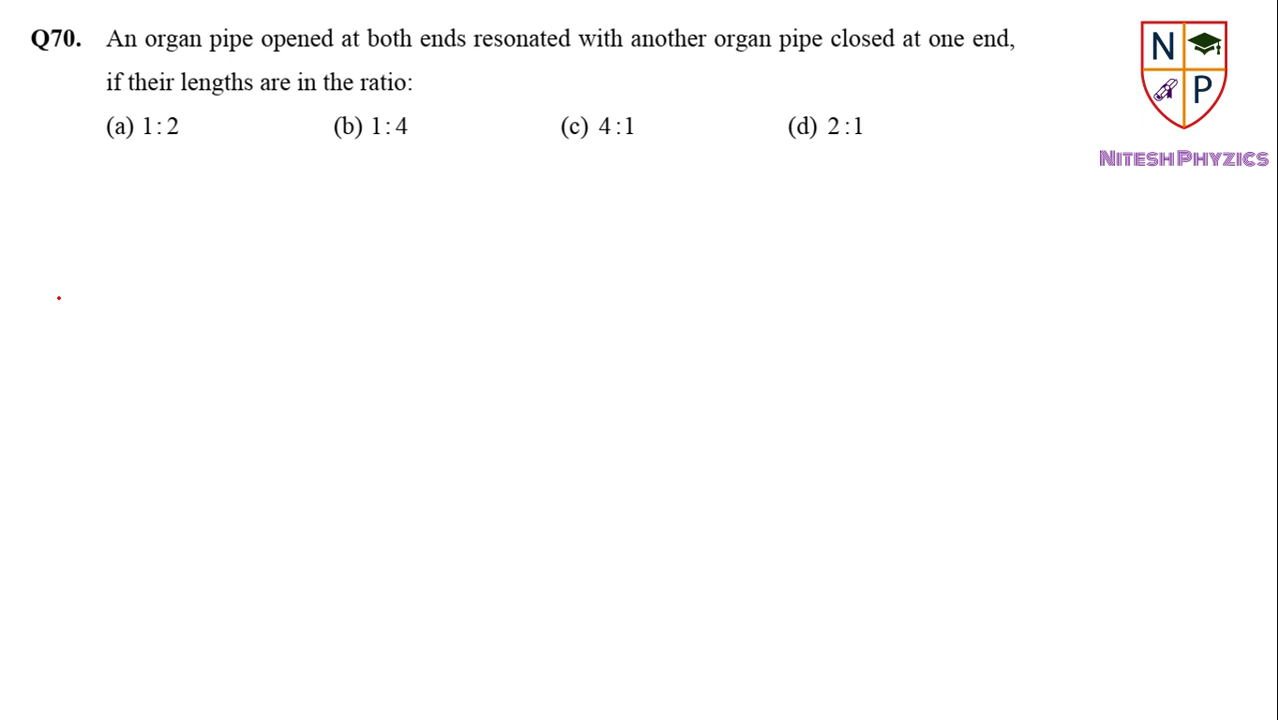 Q70. An organ pipe opened at both ends resonated with another organ pipe closed at one end,
if their lengths are in the ratio:
(a) 1:2 (b) 1:4 (c) 4:1 (d) 2:1
N
P
NITESH PHYZICS